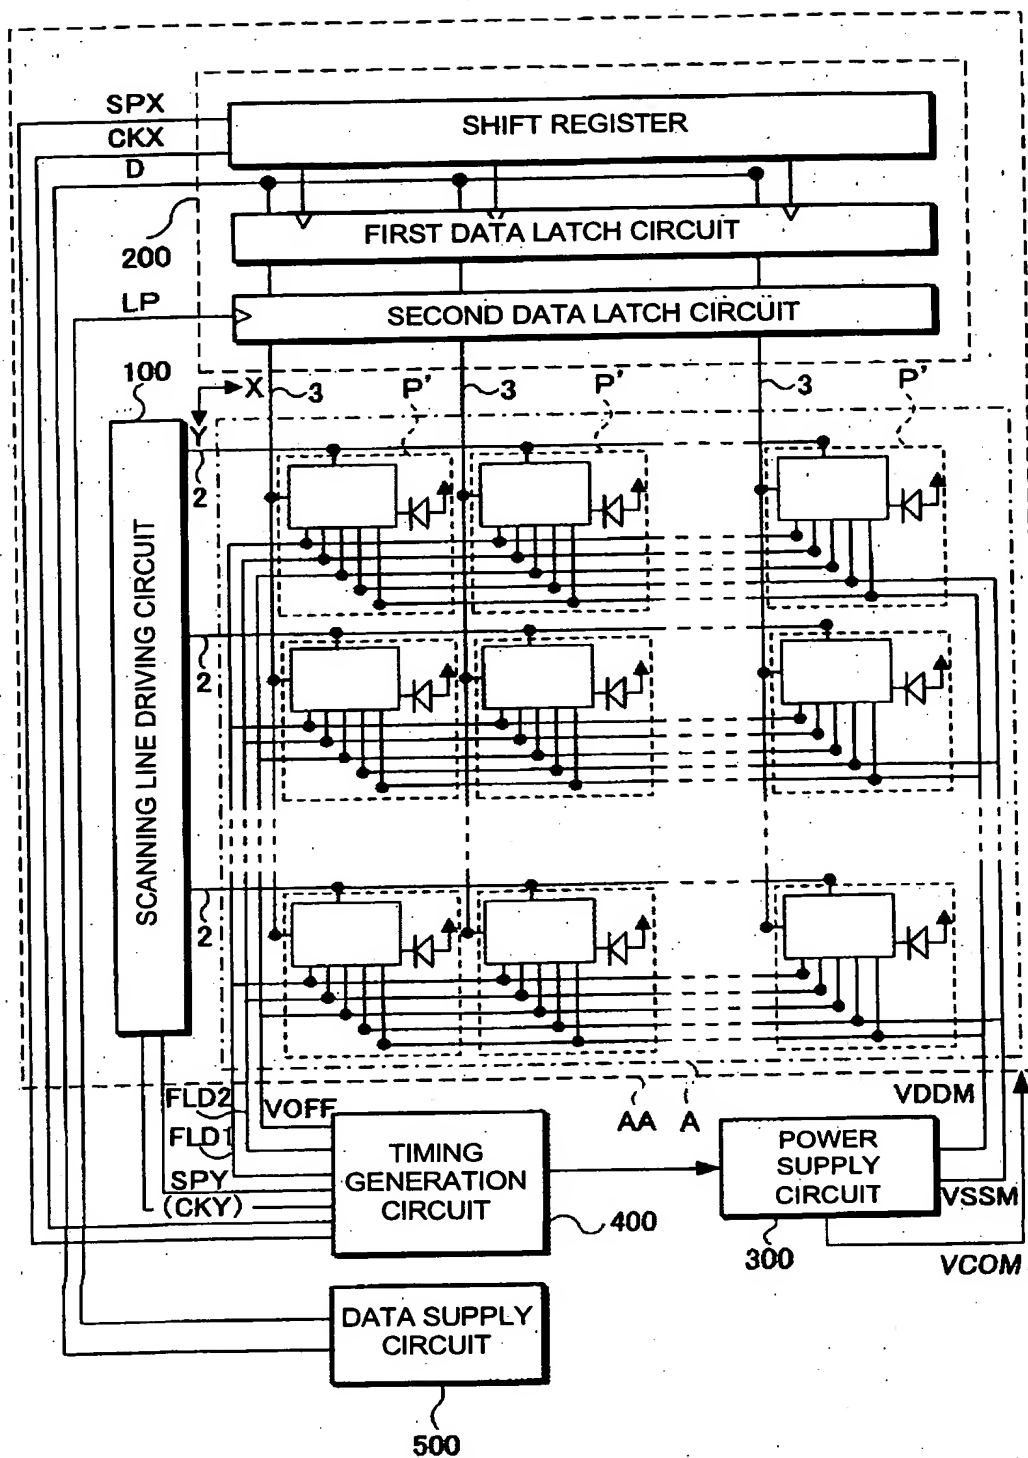 SPX
SHIFT REGISTER
CKX
D
FIRST DATA LATCH CIRCUIT
200
LP
SECOND DATA LATCH CIRCUIT
100
X
3
P'
3
P'
3
P'
Y
2
SCANNING LINE DRIVING CIRCUIT
2
2
FLD2
VOFF
AA
A
VDDM
FLD1
TIMING
GENERATION
CIRCUIT
POWER
SUPPLY
CIRCUIT
SPY
(CKY)
VSSM
400
300
VCOM
DATA SUPPLY
CIRCUIT
500